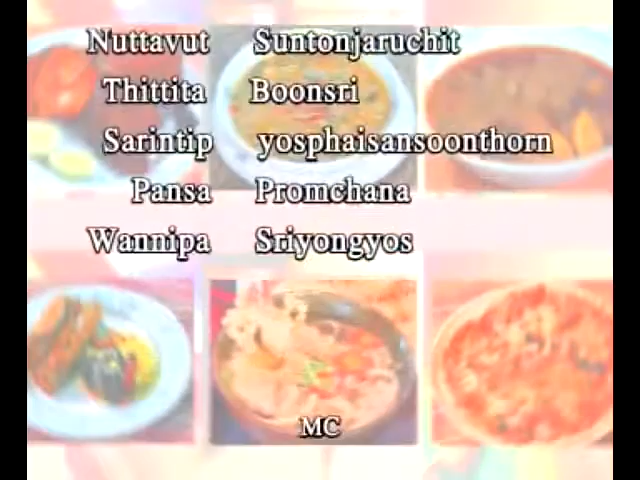 Nuttavut Suntonjaruchit
Thittita Boonsri
Sarintip yosphaisansoonthorn
Pansa Promchana
Wannipa Sriyongyos
MC